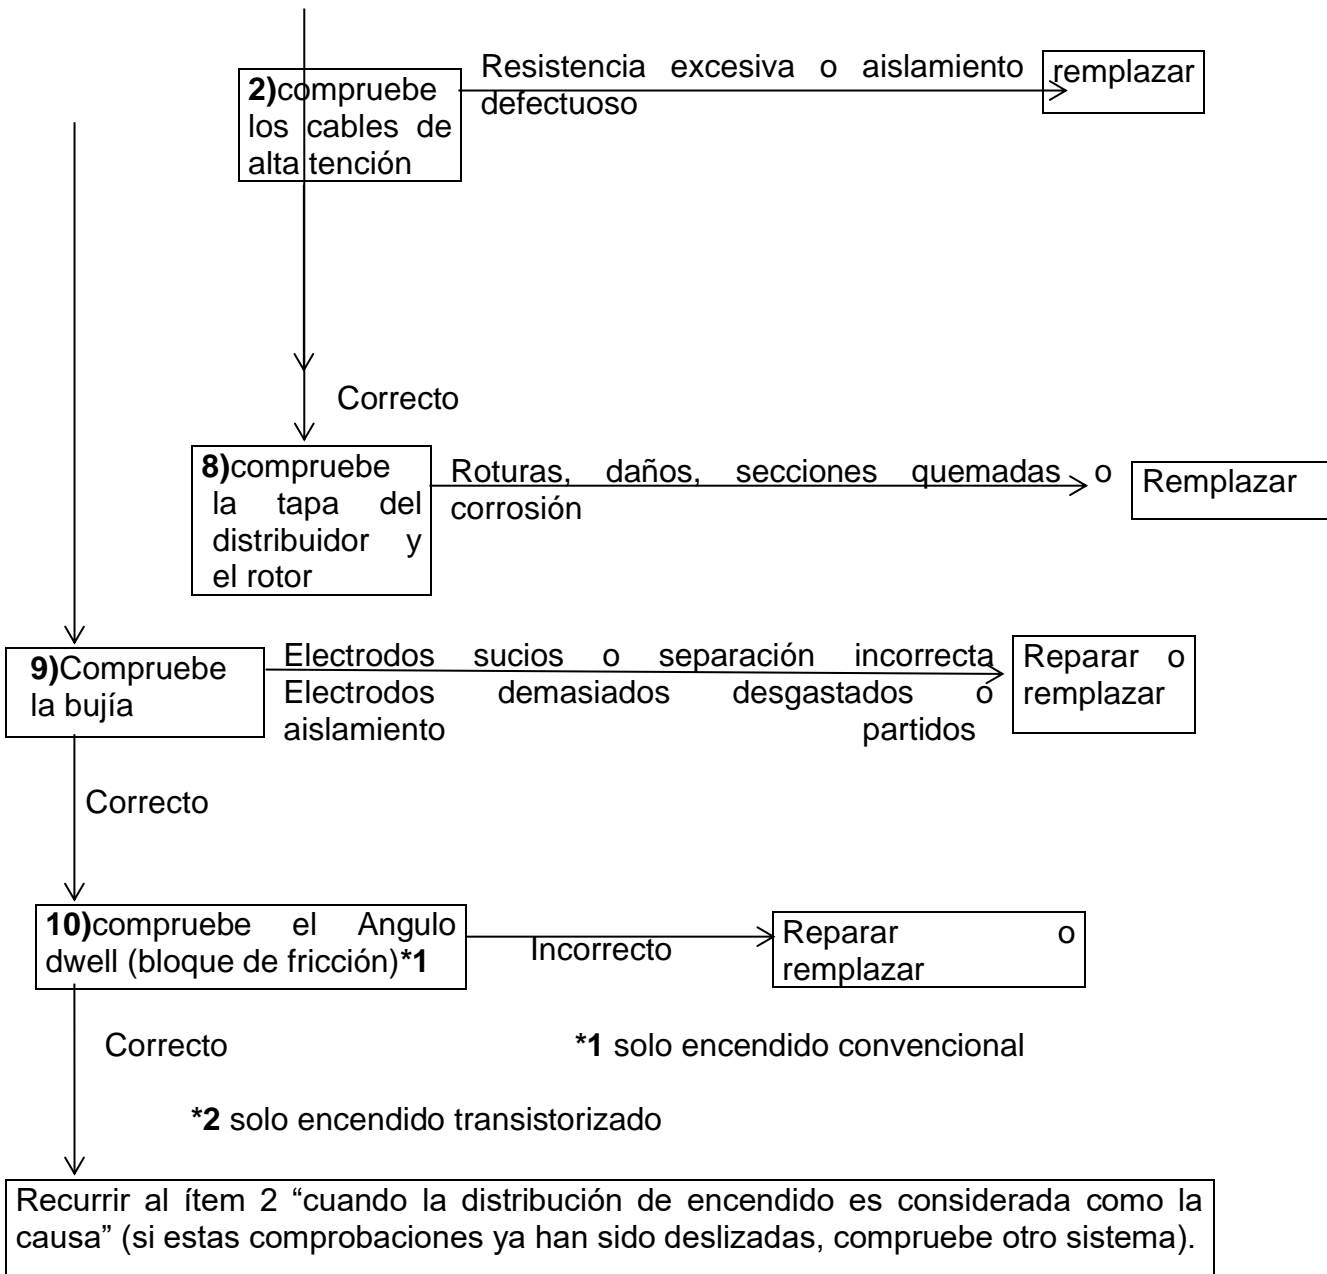 2)compruebe
los cables de
alta tención
Resistencia excesiva o aislamiento
defectuoso
remplazar
Correcto
8)compruebe
la tapa del
distribuidor y
el rotor
Roturas, daños, secciones quemadas o
corrosión
Remplazar
9)Compruebe
la bujía
Electrodos sucios o separación incorrecta
Electrodos demasiados desgastados o
aislamiento partidos
Reparar o
remplazar
Correcto
10)compruebe el Angulo
dwell (bloque de fricción)*1
Incorrecto
Reparar o
remplazar
Correcto
*1 solo encendido convencional
*2 solo encendido transistorizado
Recurrir al ítem 2 “cuando la distribución de encendido es considerada como la
causa” (si estas comprobaciones ya han sido deslizadas, compruebe otro sistema).